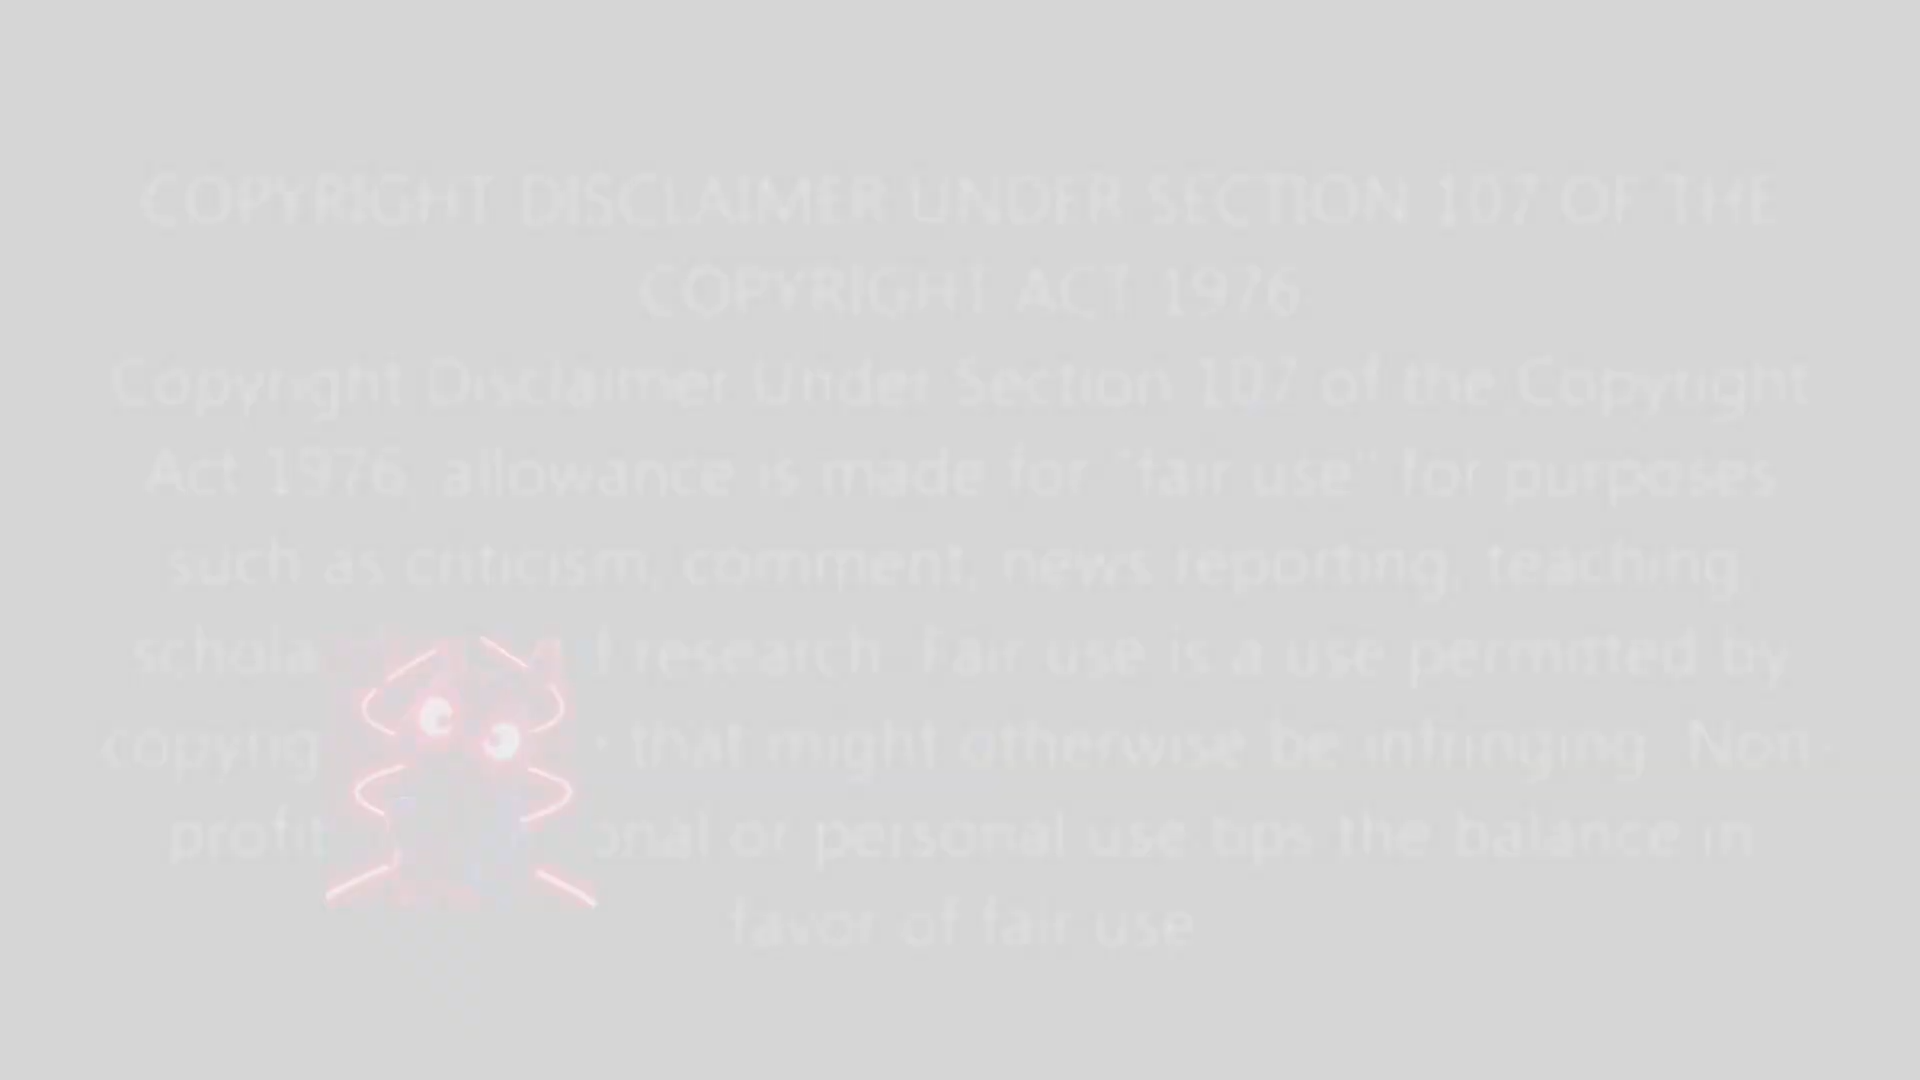 COPYRIGHT DISCLAIMER UNDER SECTION 107 OF THE
COPYRIGHT ACT 1976
Copyright Disclaimer Under Section 107 of the Copyright
Act 1976, allowance is made for "fair use" for purposes
such as criticism, comment, news reporting, teaching,
research. Fair use is a use permitted by
that might otherwise be infringing. Non-
profit or personal use tips the balance in
favor of fair use